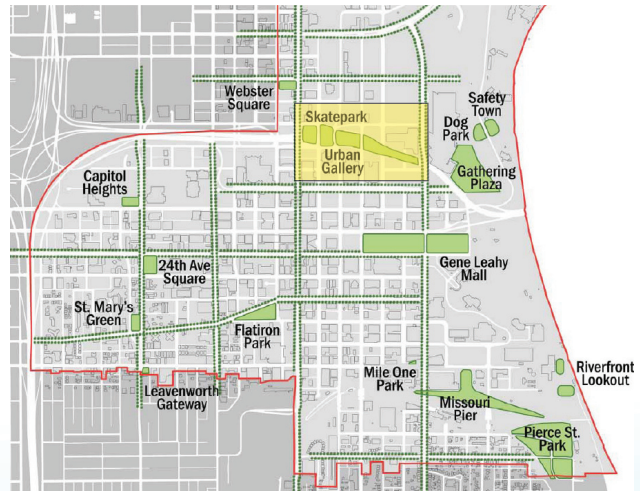 Webster
Square
Skatepark
Urban
Gallery
Safety
Town
Dog
Park
Gathering
Plaza
Capitol
Heights
24th Ave
Square
Gene Leahy
Mall
St. Mary's
Green
Flatiron
Park
Leavenworth
Gateway
Mile One
Park
Missouri
Pier
Riverfront
Lookout
Pierce St.
Park